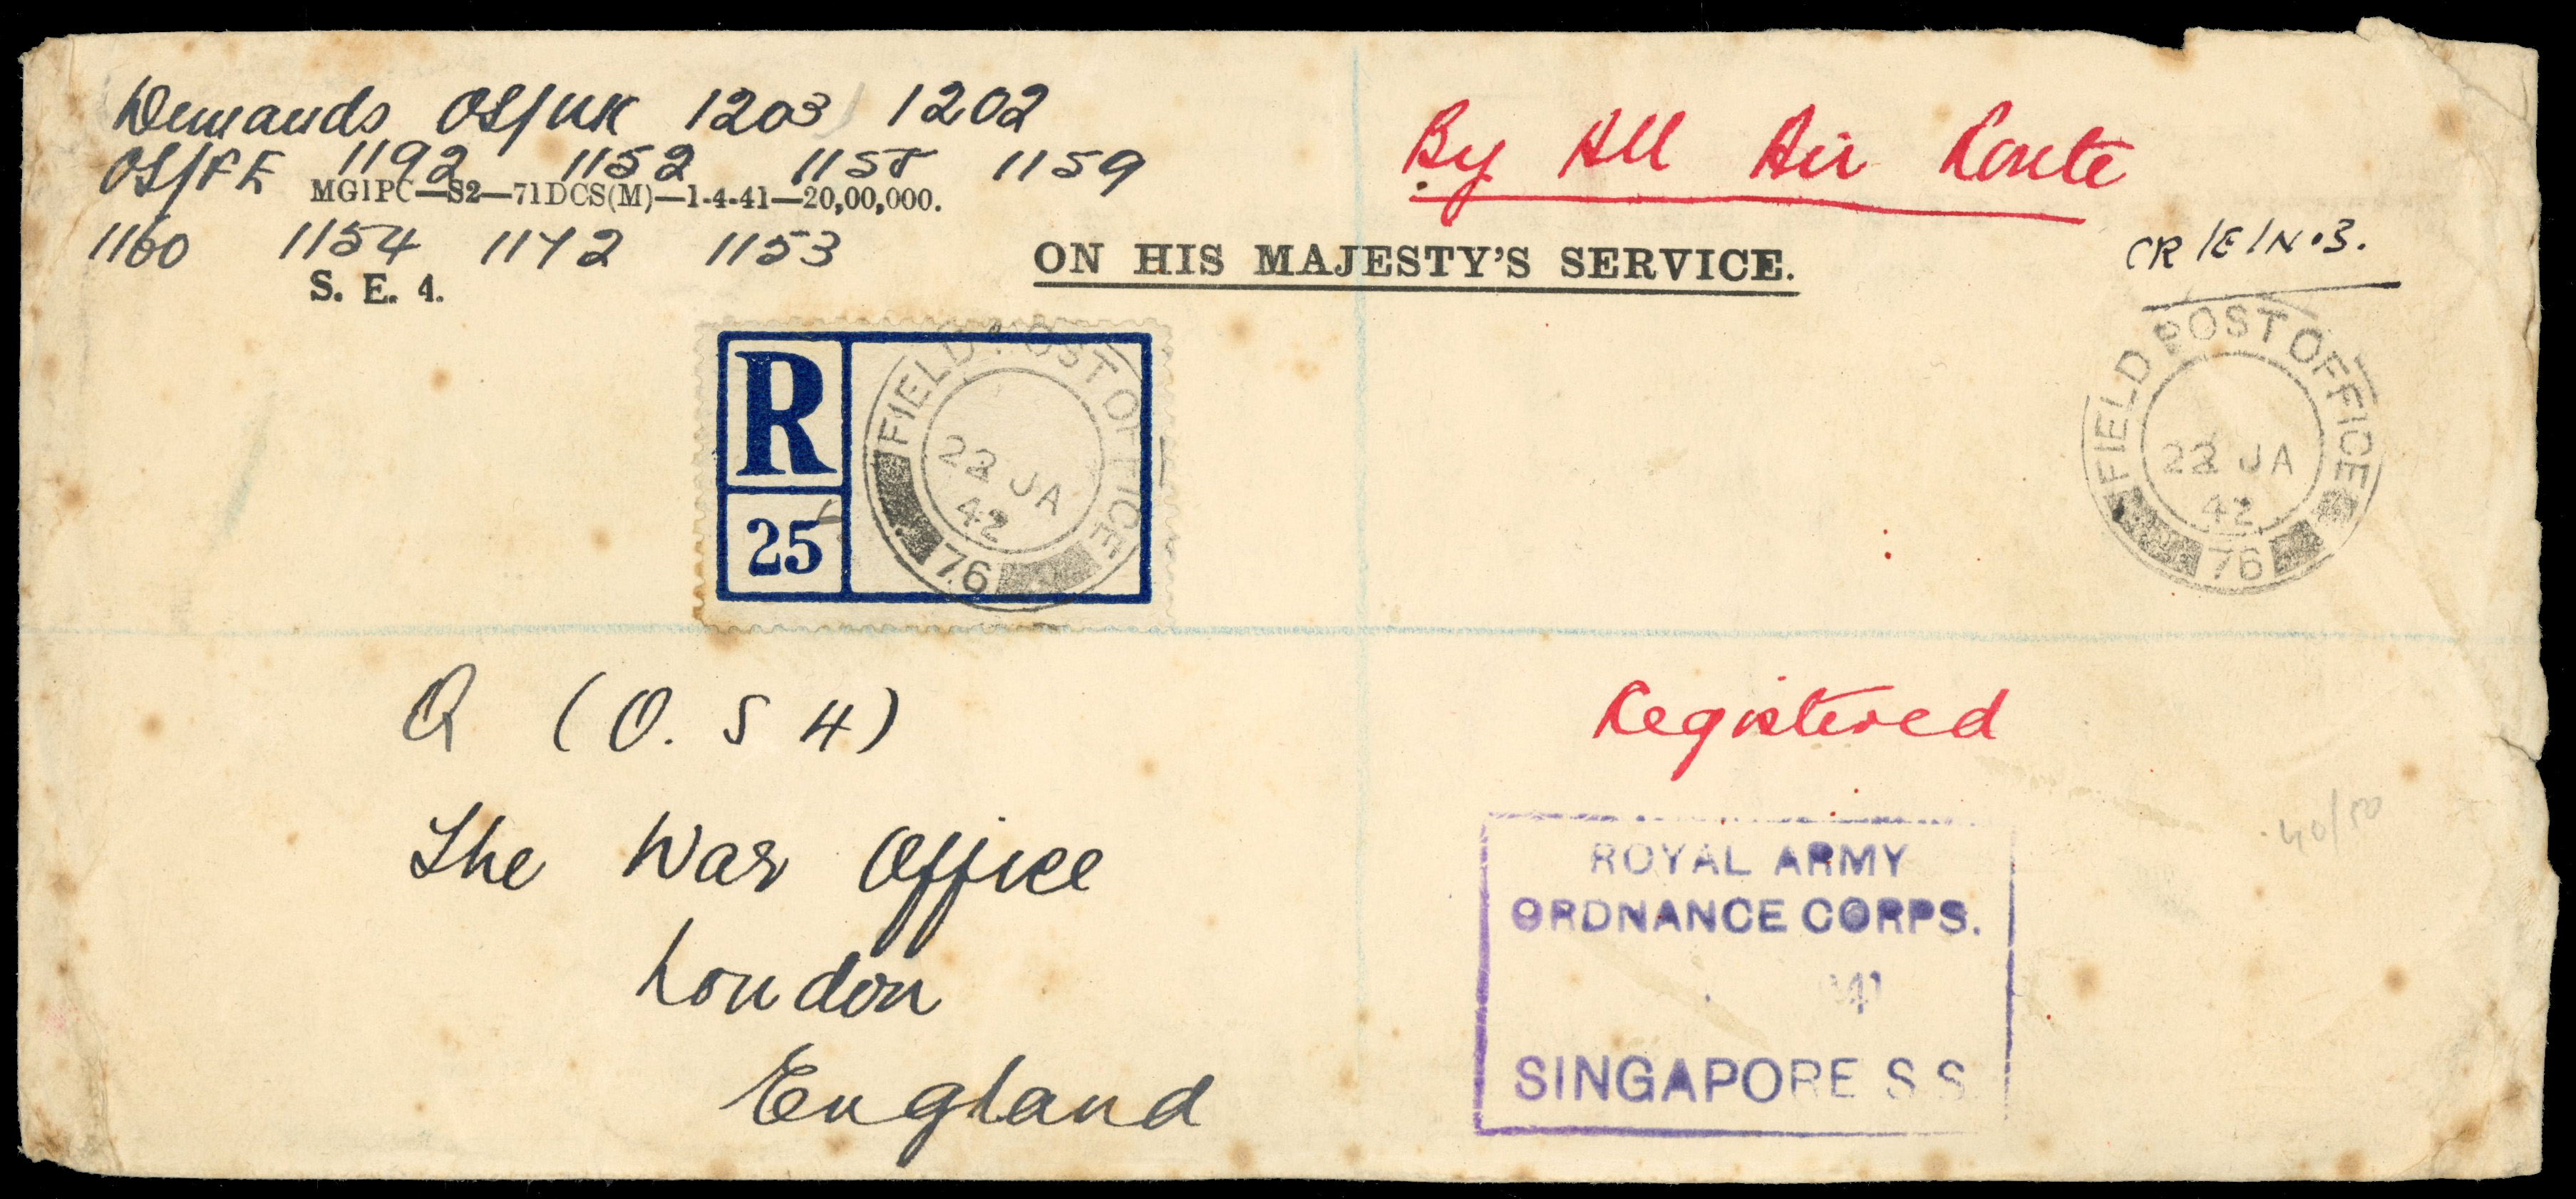 Demands OS/UK 1203 1202
OS/FE 1192 1152 1158 1159
MGIPC—S2—71DCS(M)—1-4-41—20,00,000.
1160 1154 1172 1153
S. E. 4.
By All Air Route
ON HIS MAJESTY'S SERVICE.
CR/E/No3.
R
25
FIELD POST OFFICE
22 JA
42
76
FIELD POST OFFICE
22 JA
42
76
Q (O. S 4)
The War Office
London
England
Registered
ROYAL ARMY
ORDNANCE CORPS.
41
SINGAPORE S.S.